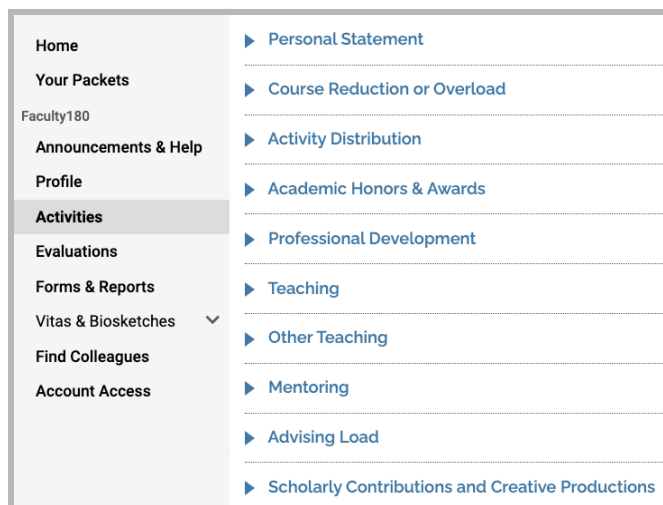 Home
Your Packets
Faculty180
Announcements & Help
Profile
Activities
Evaluations
Forms & Reports
Vitas & Biosketches
Find Colleagues
Account Access
Personal Statement
Course Reduction or Overload
Activity Distribution
Academic Honors & Awards
Professional Development
Teaching
Other Teaching
Mentoring
Advising Load
Scholarly Contributions and Creative Productions